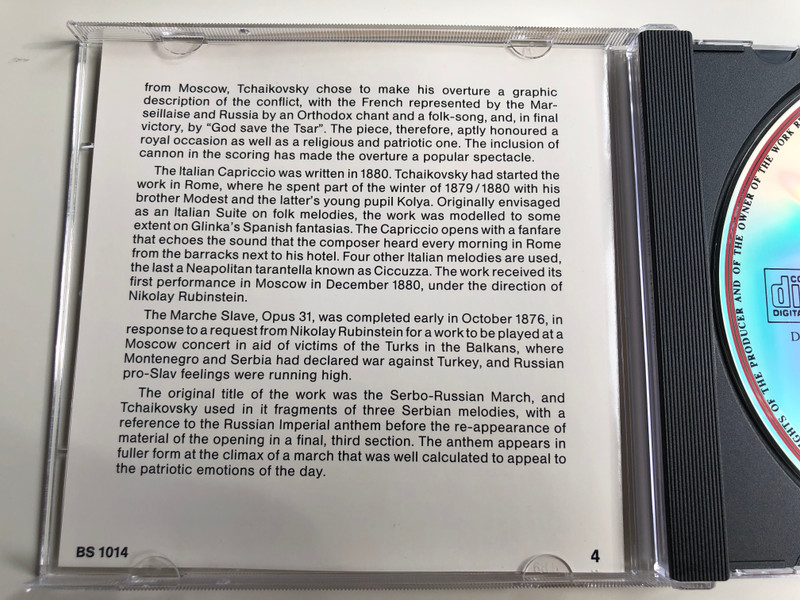 from Moscow, Tchaikovsky chose to make his overture a graphic
description of the conflict, with the French represented by the Mar-
seillaise and Russia by an Orthodox chant and a folk-song, and, in final
victory, by “God save the Tsar”. The piece, therefore, aptly honoured a
royal occasion as well as a religious and patriotic one. The inclusion of
cannon in the scoring has made the overture a popular spectacle.
The Italian Capriccio was written in 1880. Tchaikovsky had started the
work in Rome, where he spent part of the winter of 1879/1880 with his
brother Modest and the latter's young pupil Kolya. Originally envisaged
as an Italian Suite on folk melodies, the work was modelled to some
extent on Glinka's Spanish fantasias. The Capriccio opens with a fanfare
that echoes the sound that the composer heard every morning in Rome
from the barracks next to his hotel. Four other Italian melodies are used,
the last a Neapolitan tarantella known as Ciccuzza. The work received its
first performance in Moscow in December 1880, under the direction of
Nikolay Rubinstein.
The Marche Slave, Opus 31, was completed early in October 1876, in
response to a request from Nikolay Rubinstein for a work to be played at a
Moscow concert in aid of victims of the Turks in the Balkans, where
Montenegro and Serbia had declared war against Turkey, and Russian
pro-Slav feelings were running high.
The original title of the work was the Serbo-Russian March, and
Tchaikovsky used in it fragments of three Serbian melodies, with a
reference to the Russian Imperial anthem before the re-appearance of
material of the opening in a final, third section. The anthem appears in
fuller form at the climax of a march that was well calculated to appeal to
the patriotic emotions of the day.
BS 1014
4
OF THE PRODUCER AND OF THE OWNER OF THE WORK
DIGITAL